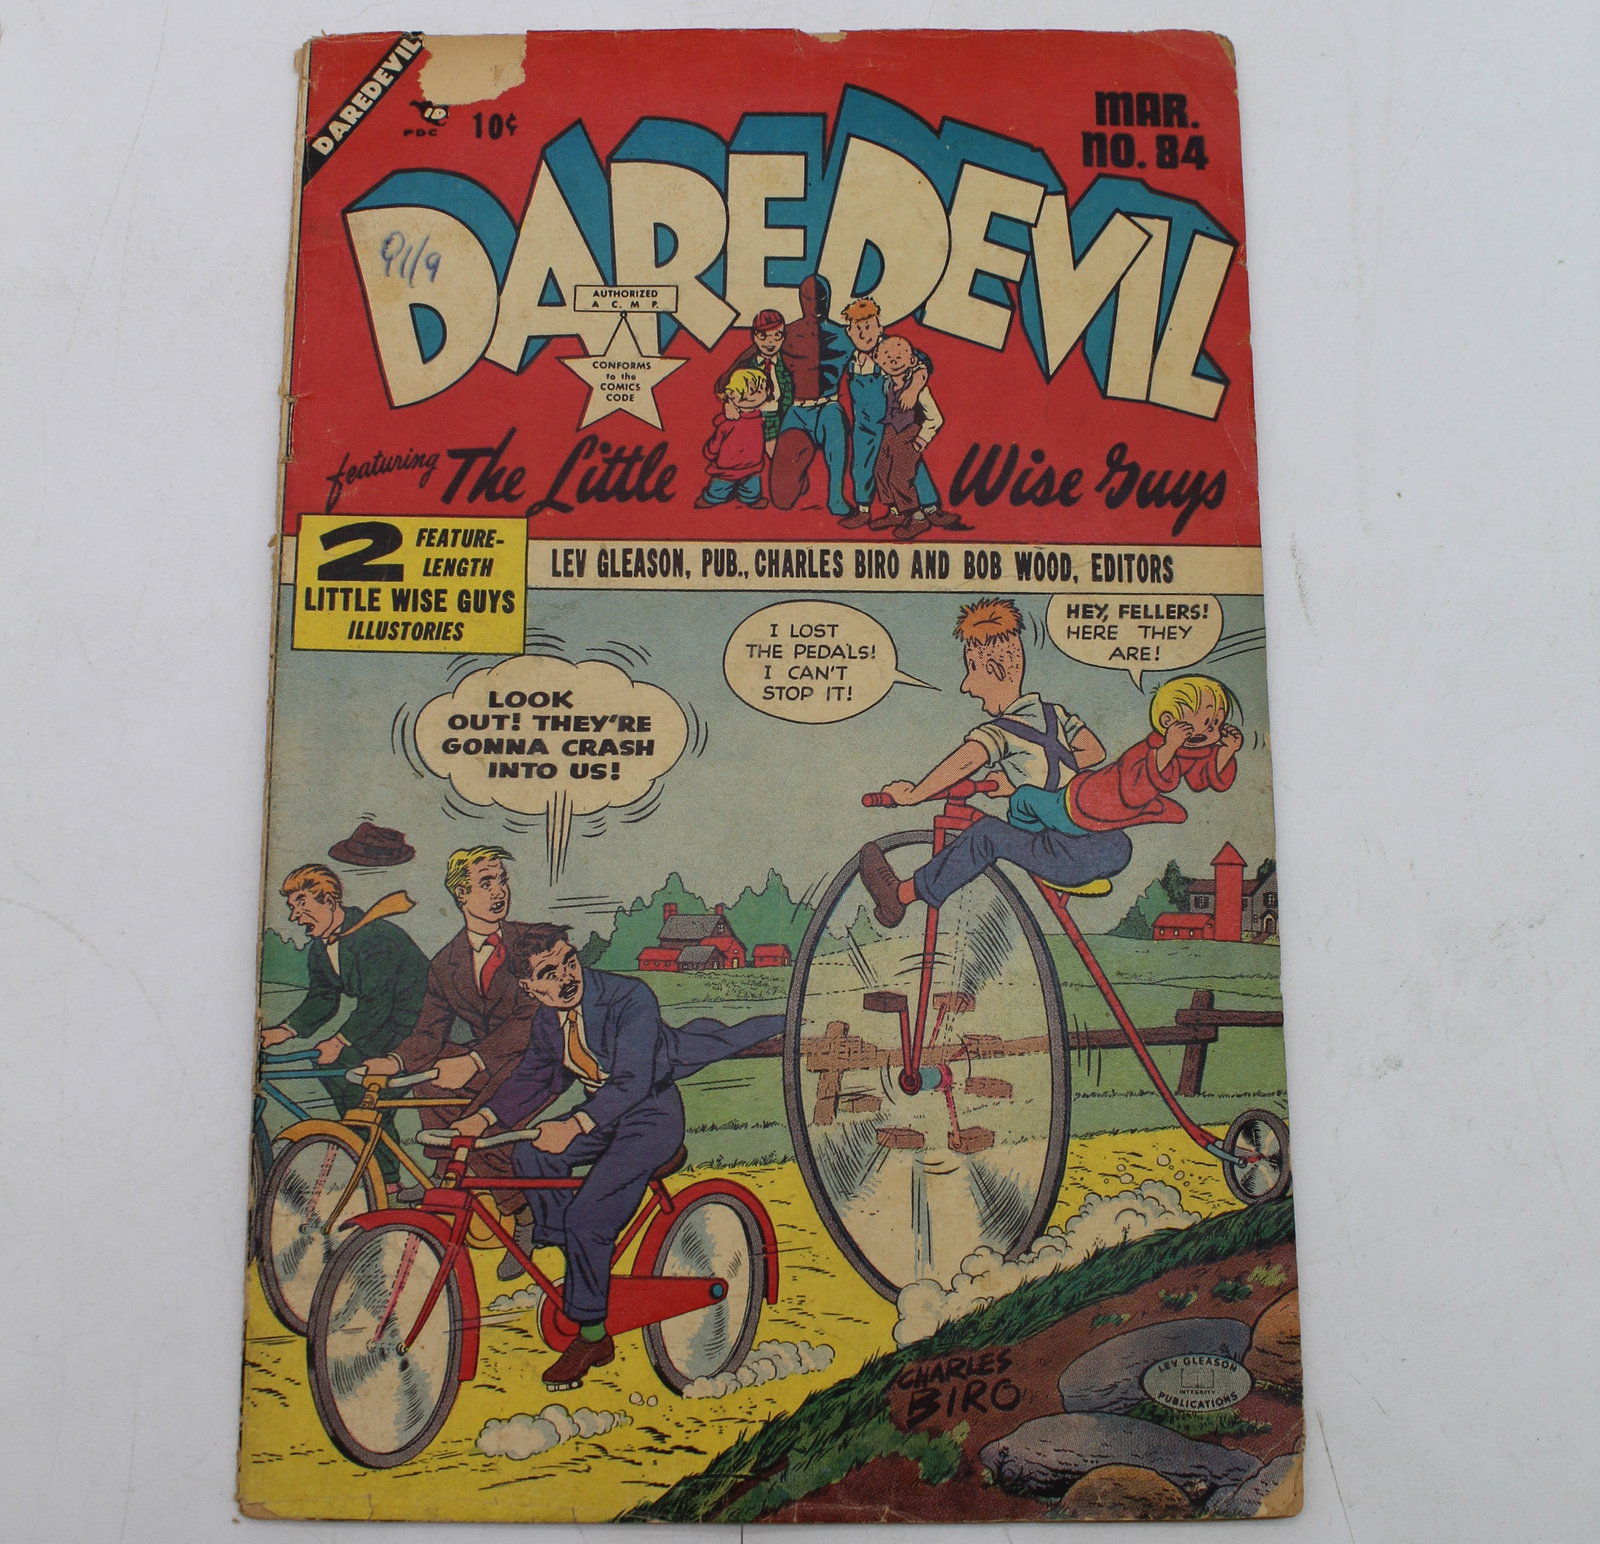 DAREDEVIL
PDC
10¢
MAR.
NO. 84
DAREDEVIL
AUTHORIZED
A C. M P.
CONFORMS
to the
COMICS
CODE
featuring The Little Wise Guys
2 FEATURE-
LENGTH
LITTLE WISE GUYS
ILLUSTORIES
LEV GLEASON, PUB., CHARLES BIRO AND BOB WOOD, EDITORS
LOOK
OUT! THEY'RE
GONNA CRASH
INTO US!
I LOST
THE PEDALS!
I CAN'T
STOP IT!
HEY, FELLERS!
HERE THEY
ARE!
CHARLES
BIRO
LEV GLEASON
INTEGRITY
PUBLICATIONS